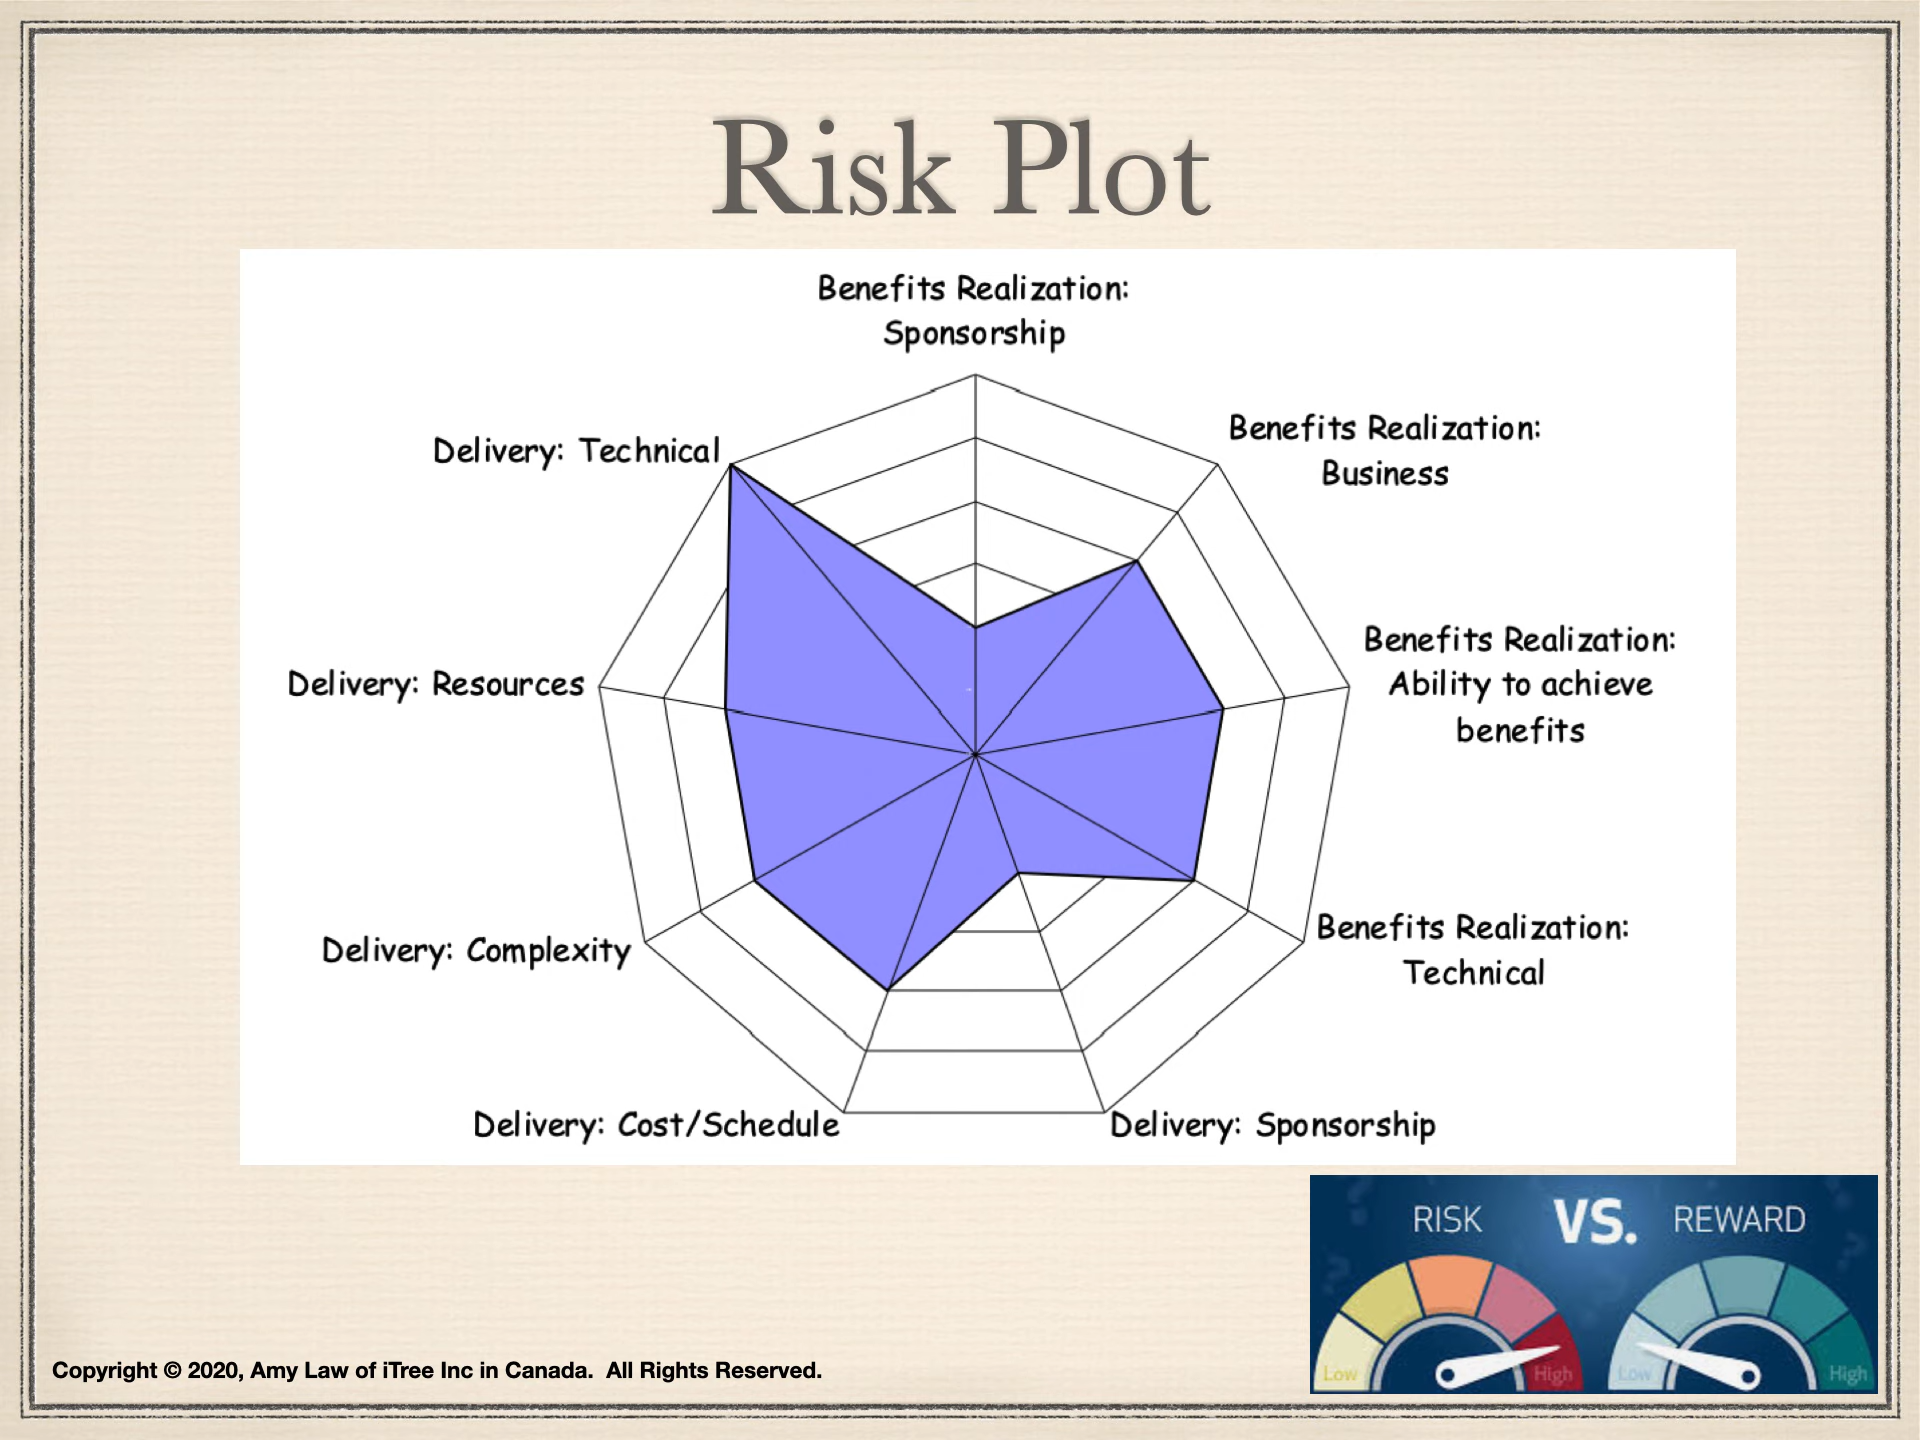 Risk Plot
Benefits Realization:
Sponsorship
Benefits Realization:
Business
Delivery: Technical
Benefits Realization:
Ability to achieve
benefits
Delivery: Resources
Benefits Realization:
Technical
Delivery: Complexity
Delivery: Cost/Schedule
Delivery: Sponsorship
RISK VS. REWARD
Low High Low High
Copyright © 2020, Amy Law of iTree Inc in Canada.  All Rights Reserved.